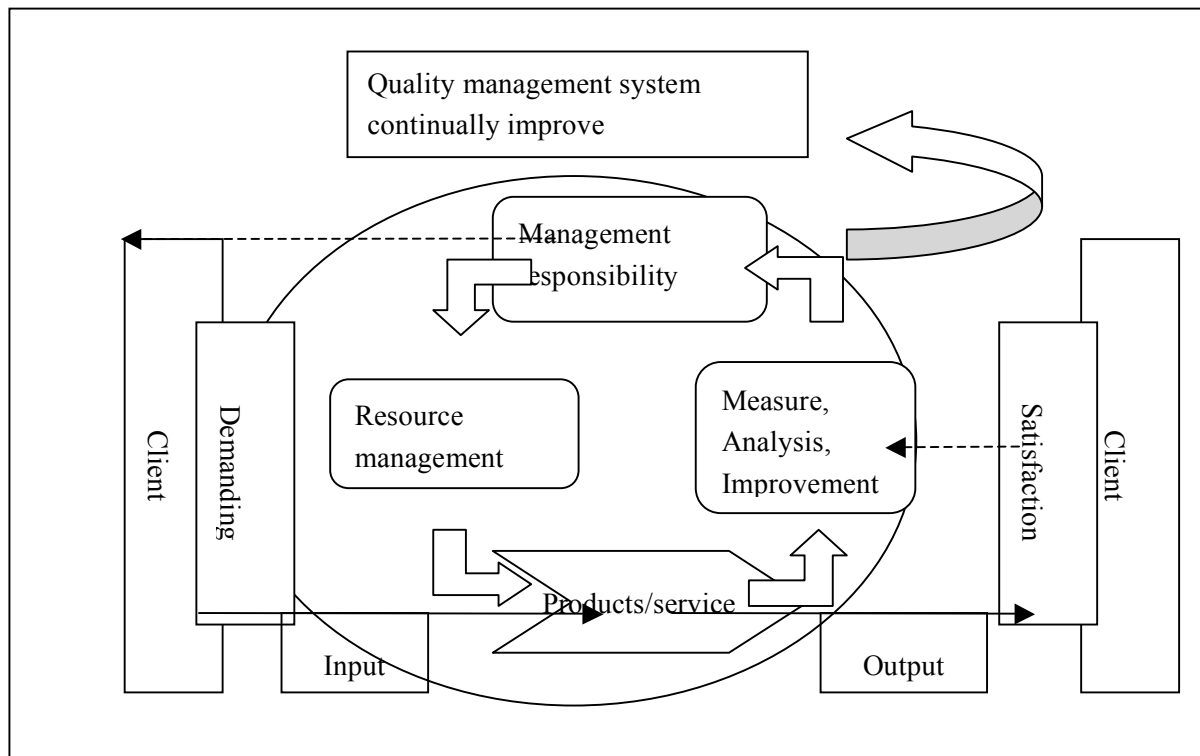 Quality management system
continually improve
Management
responsibility
Resource
management
Measure,
Analysis,
Improvement
Client
Demanding
Satisfaction
Client
Products/service
Input
Output